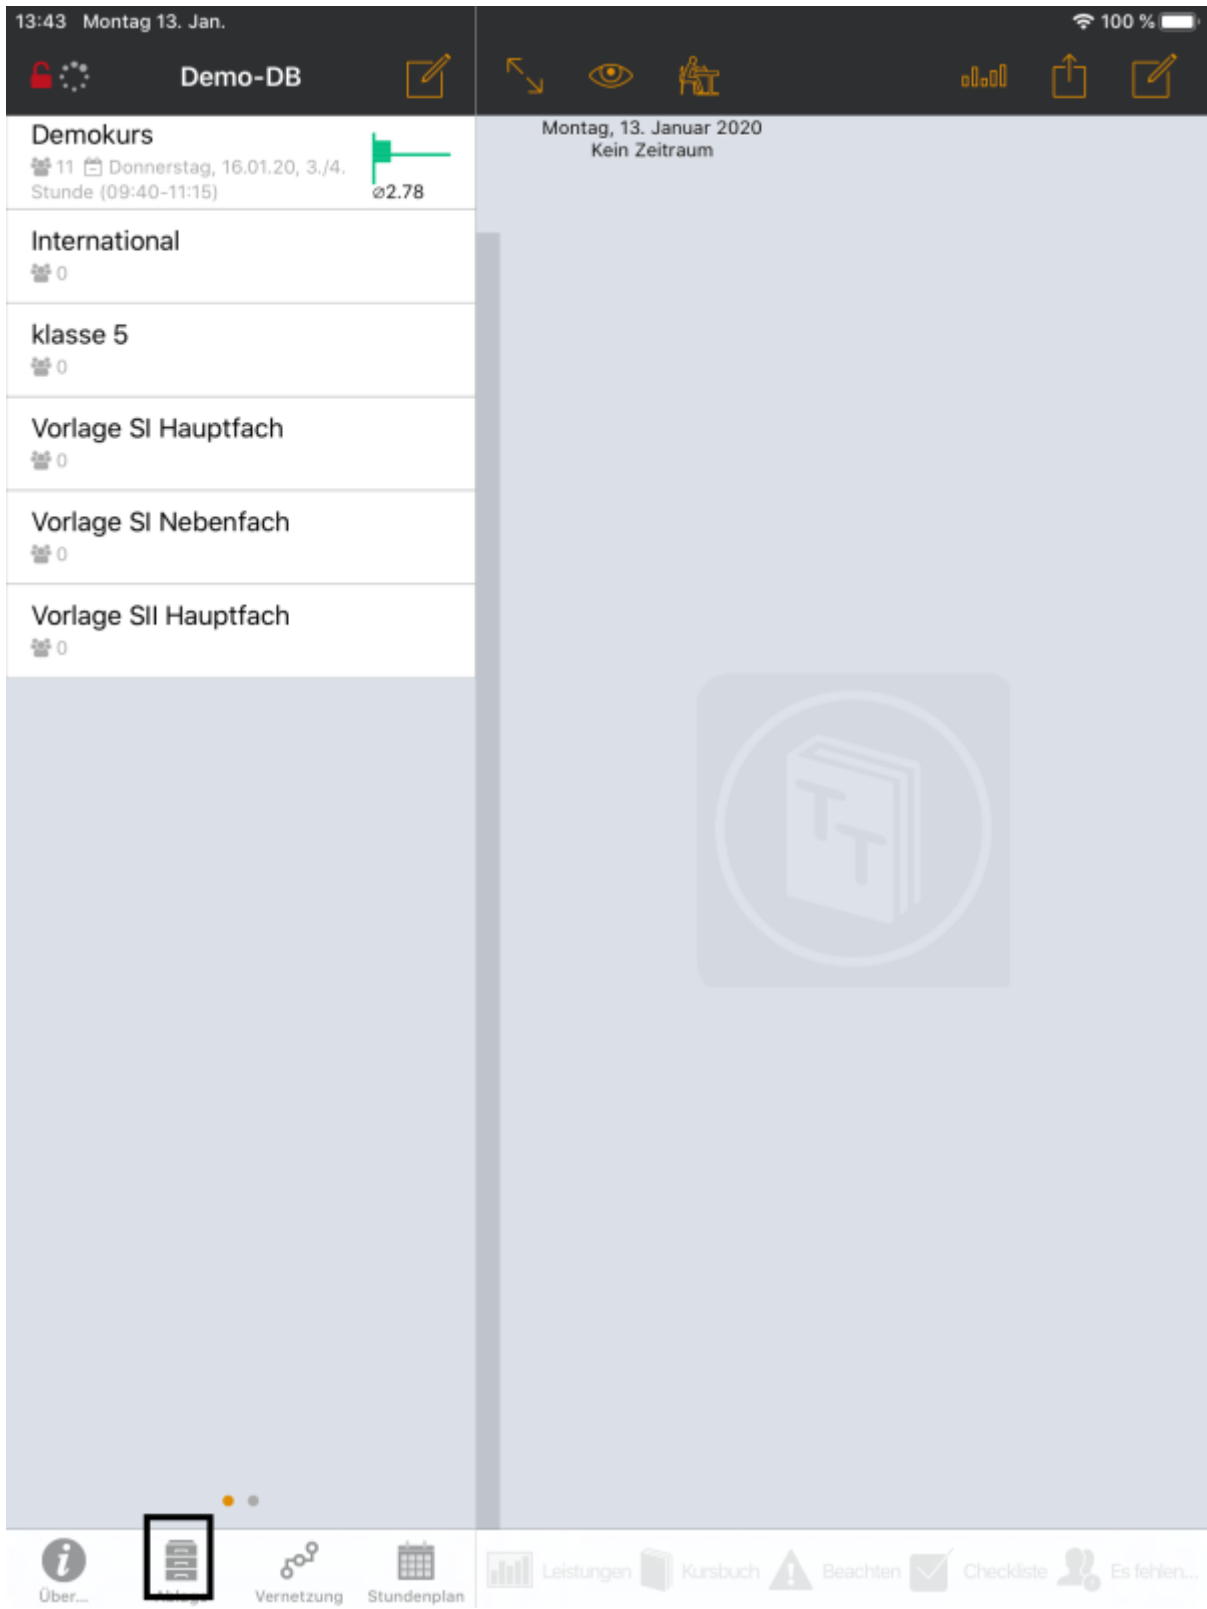 13:43 Montag 13. Jan.
100 %
Demo-DB
Demokurs
11 Donnerstag, 16.01.20, 3./4.
Stunde (09:40-11:15)
⌀2.78
International
0
klasse 5
0
Vorlage SI Hauptfach
0
Vorlage SI Nebenfach
0
Vorlage SII Hauptfach
0
Montag, 13. Januar 2020
Kein Zeitraum
TT
Über...
Ablage
Vernetzung
Stundenplan
Leistungen
Kursbuch
Beachten
Checkliste
Es fehlen...